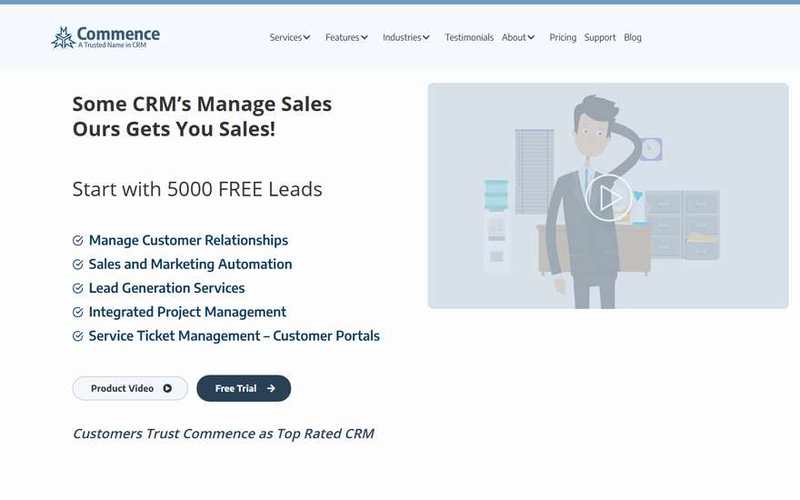 Commence
A Trusted Name in CRM
Services
Features
Industries
Testimonials
About
Pricing
Support
Blog
Some CRM’s Manage Sales
Ours Gets You Sales!
Start with 5000 FREE Leads
Manage Customer Relationships
Sales and Marketing Automation
Lead Generation Services
Integrated Project Management
Service Ticket Management – Customer Portals
Product Video
Free Trial
Customers Trust Commence as Top Rated CRM